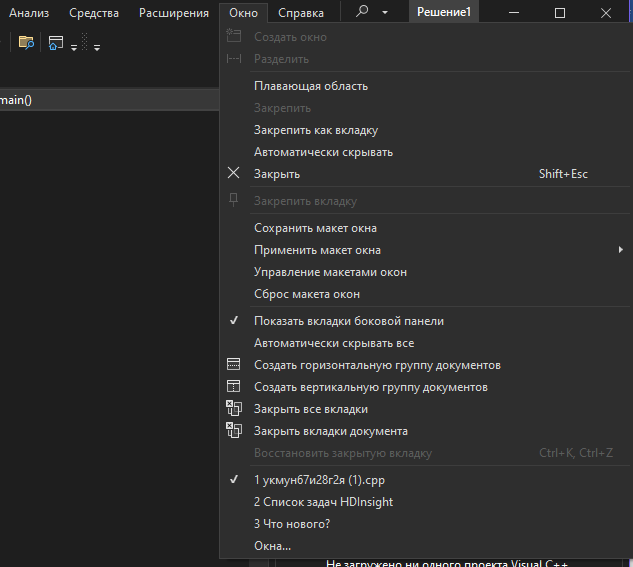 Анализ Средства Расширения Окно Справка Решение1
main()
Создать окно
Разделить
Плавающая область
Закрепить
Закрепить как вкладку
Автоматически скрывать
Закрыть Shift+Esc
Закрепить вкладку
Сохранить макет окна
Применить макет окна
Управление макетами окон
Сброс макета окон
Показать вкладки боковой панели
Автоматически скрывать все
Создать горизонтальную группу документов
Создать вертикальную группу документов
Закрыть все вкладки
Закрыть вкладки документа
Восстановить закрытую вкладку Ctrl+K, Ctrl+Z
1 укмун67и28г2я (1).cpp
2 Список задач HDInsight
3 Что нового?
Окна...
Не загружено ни одного проекта Visual C++